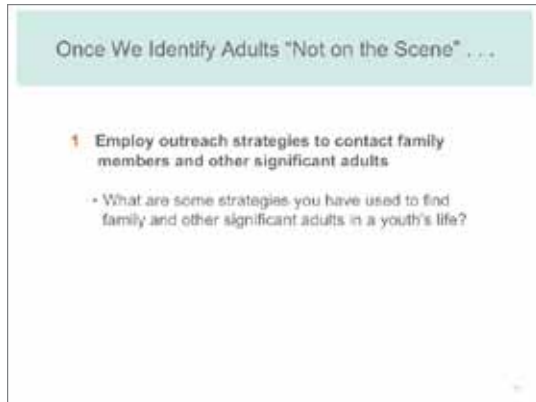 Once We Identify Adults "Not on the Scene" . . .
1 Employ outreach strategies to contact family
members and other significant adults
• What are some strategies you have used to find
family and other significant adults in a youth's life?